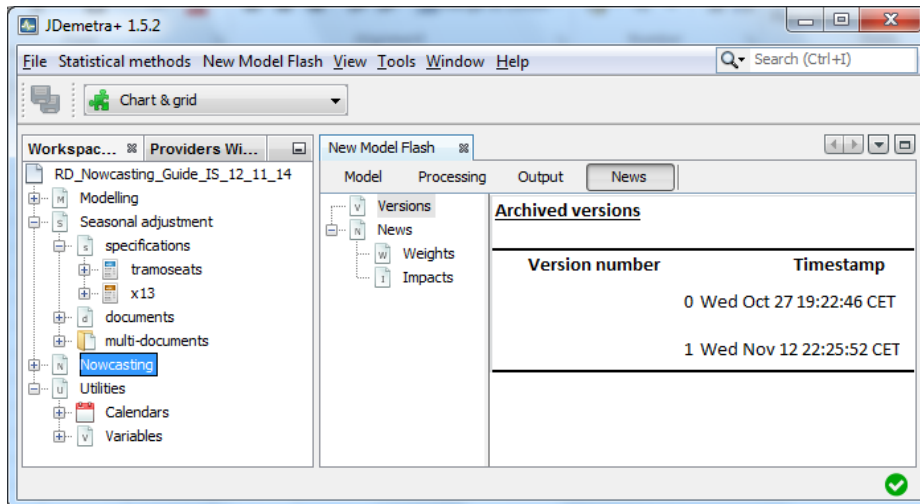 JDemetra+ 1.5.2
File Statistical methods New Model Flash View Tools Window Help
Search (Ctrl+I)
Chart & grid
Workspac... Providers Wi...
New Model Flash
RD_Nowcasting_Guide_IS_12_11_14
Modelling
Seasonal adjustment
specifications
tramoseats
x13
documents
multi-documents
Nowcasting
Utilities
Calendars
Variables
Model Processing Output News
Versions
News
Weights
Impacts
Archived versions
Version number Timestamp
0 Wed Oct 27 19:22:46 CET
1 Wed Nov 12 22:25:52 CET